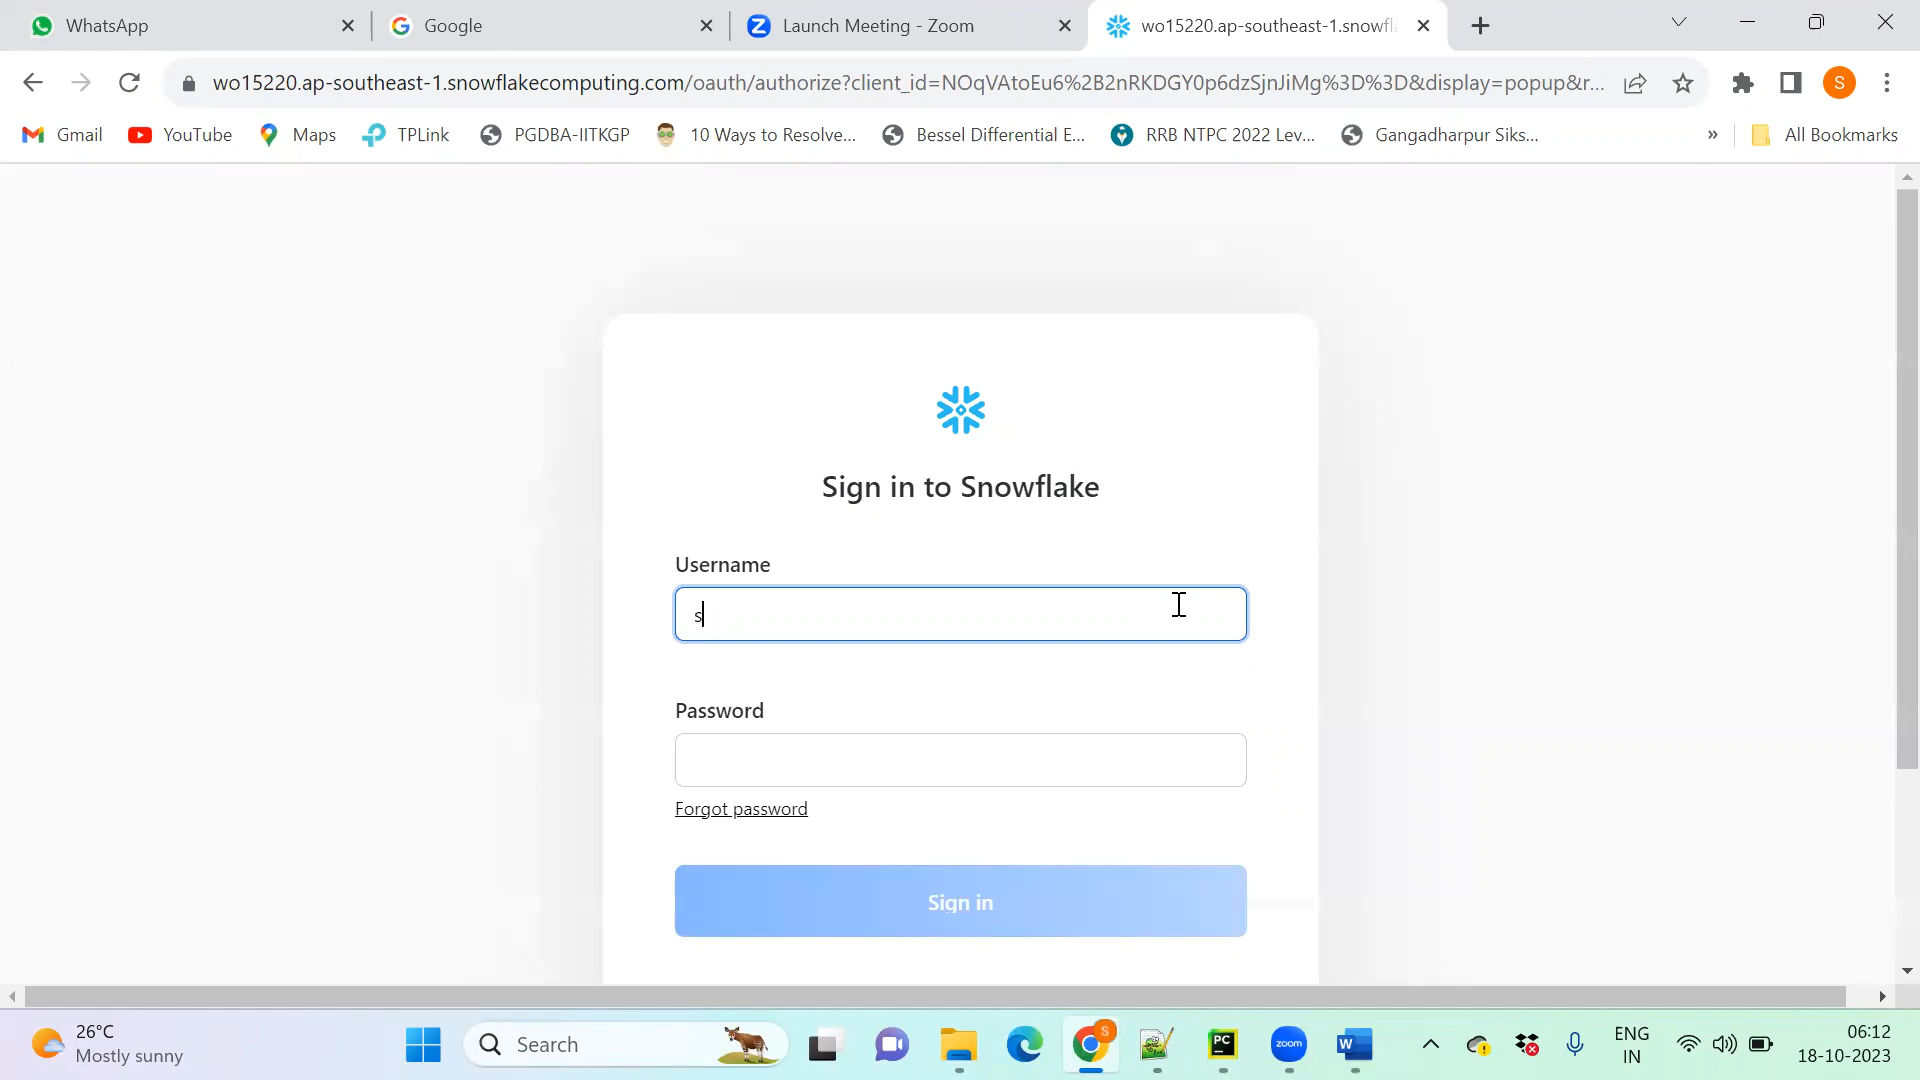 WhatsApp
Google
Launch Meeting - Zoom
wo15220.ap-southeast-1.snowfl
wo15220.ap-southeast-1.snowflakecomputing.com/oauth/authorize?client_id=NOqVAtoEu6%2B2nRKDGY0p6dzSjnJiMg%3D%3D&display=popup&r...
S
Gmail
YouTube
Maps
TPLink
PGDBA-IITKGP
10 Ways to Resolve...
Bessel Differential E...
RRB NTPC 2022 Lev...
Gangadharpur Siks...
»
All Bookmarks
Sign in to Snowflake
Username
s
Password
Forgot password
Sign in
26°C
Mostly sunny
Search
S
PC
zoom
W
ENG
IN
06:12
18-10-2023